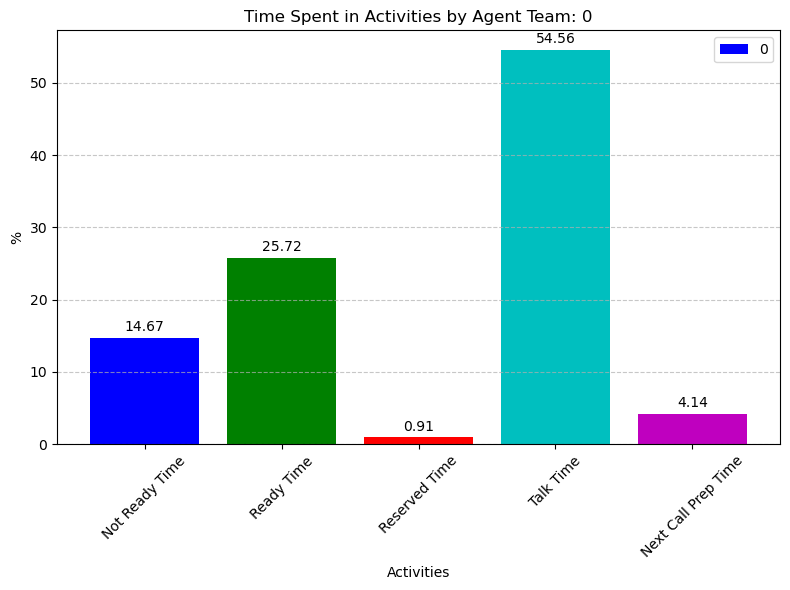 Time Spent in Activities by Agent Team: 0
0
54.56
25.72
14.67
4.14
0.91
50
40
30
20
10
0
%
Not Ready Time
Ready Time
Reserved Time
Talk Time
Next Call Prep Time
Activities